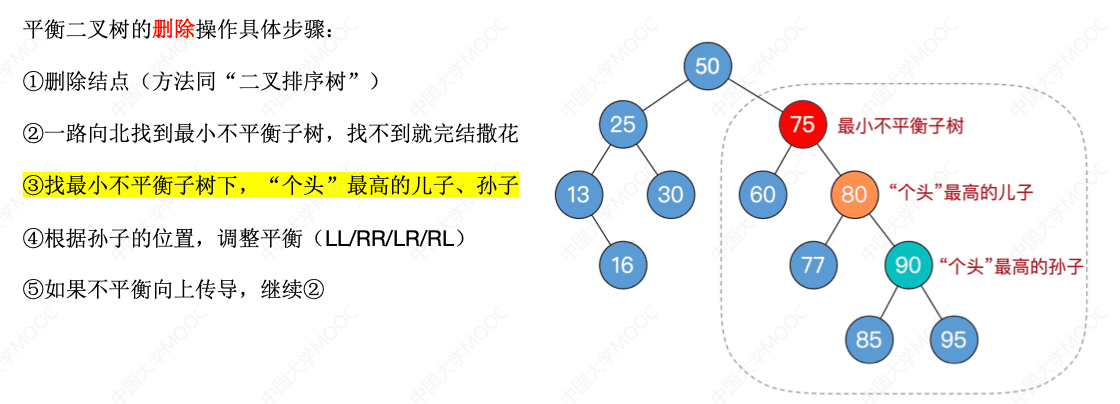 平衡二叉树的删除操作具体步骤：
①删除结点（方法同“二叉排序树”）
②一路向北找到最小不平衡子树，找不到就完结撒花
③找最小不平衡子树下，“个头”最高的儿子、孙子
④根据孙子的位置，调整平衡（LL/RR/LR/RL）
⑤如果不平衡向上传导，继续②
50
25
75
最小不平衡子树
13
30
60
80
“个头”最高的儿子
16
77
90
“个头”最高的孙子
85
95
中国大学MOOC